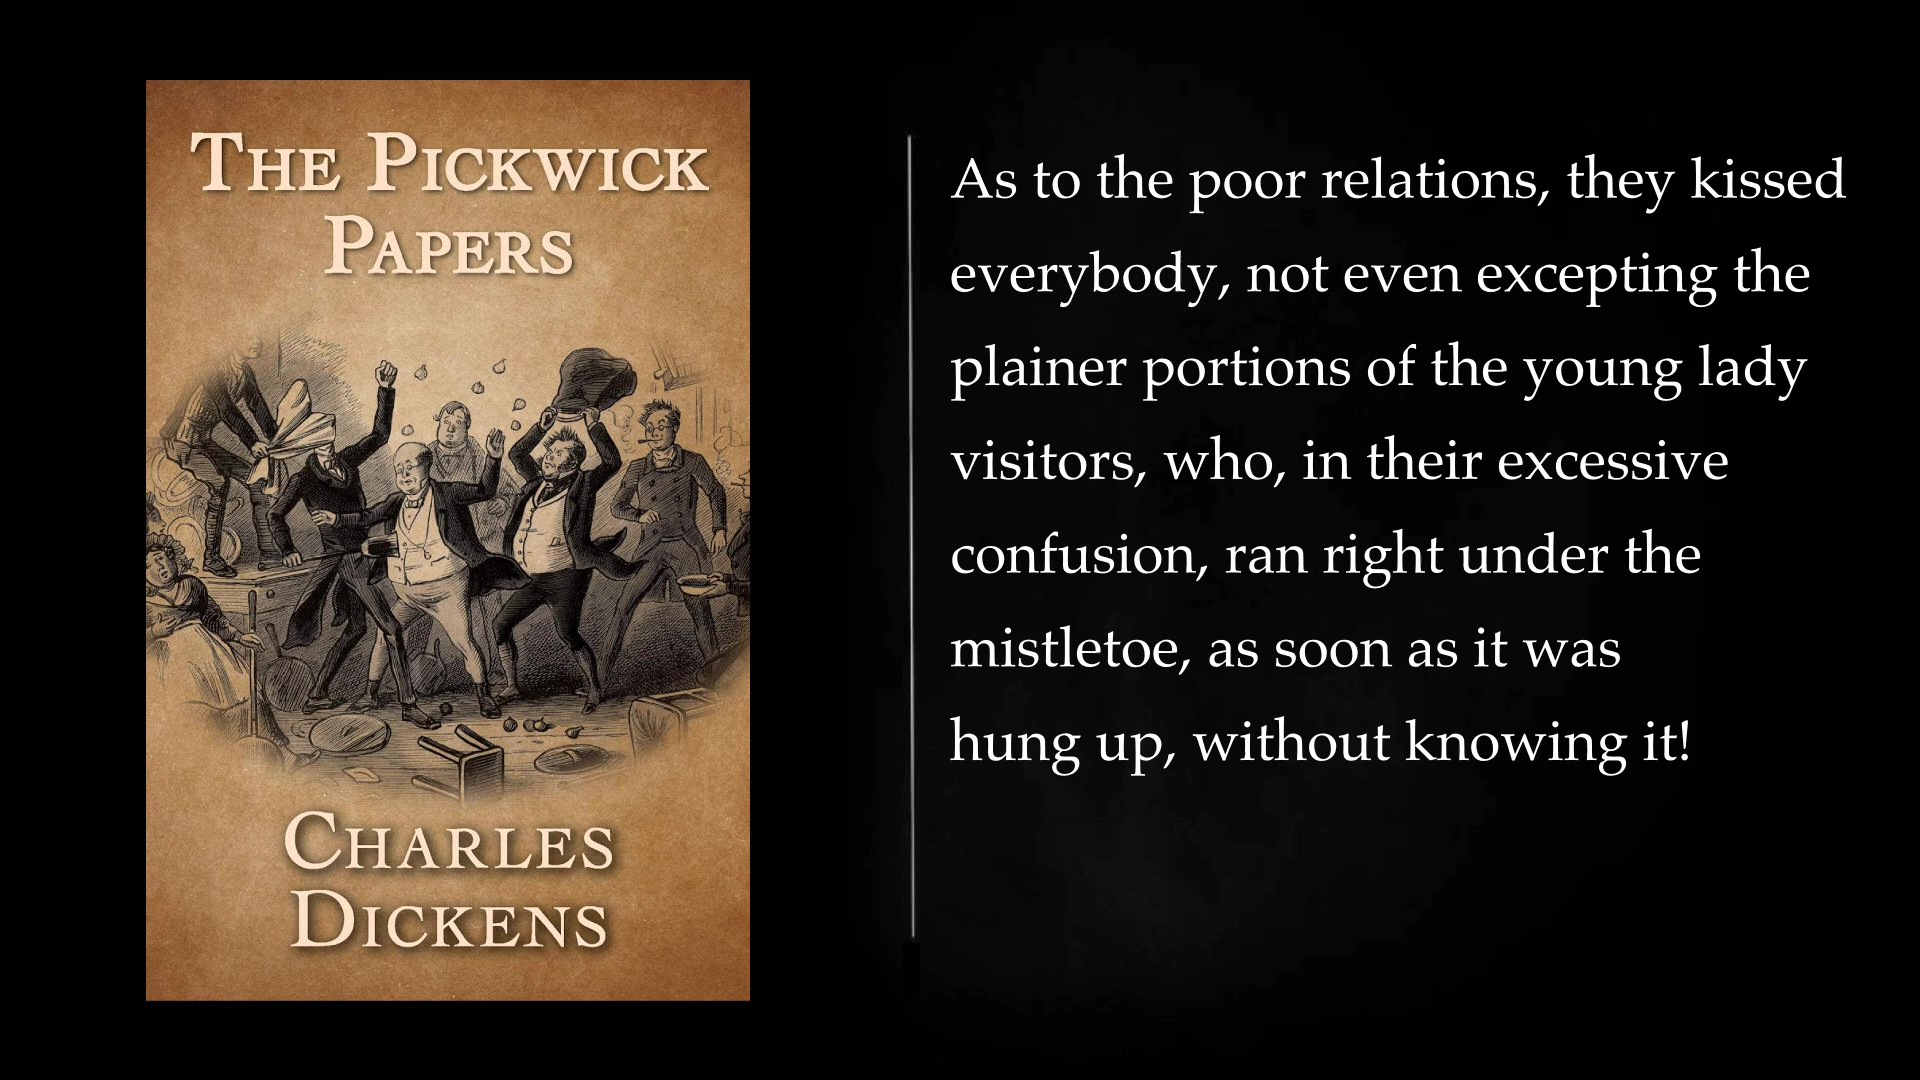 The Pickwick
Papers
Charles
Dickens
As to the poor relations, they kissed
everybody, not even excepting the
plainer portions of the young lady
visitors, who, in their excessive
confusion, ran right under the
mistletoe, as soon as it was
hung up, without knowing it!